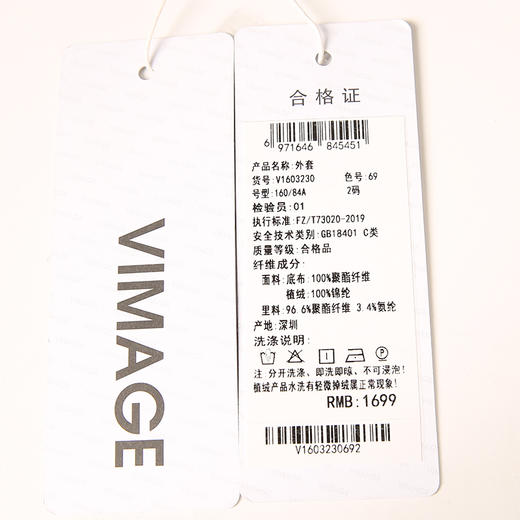 VIMAGE
合格证
6 971646 845451
产品名称:外套
货号:V1603230 色号:69
号型:160/84A 2码
检验员:01
执行标准:FZ/T73020-2019
安全技术类别:GB18401 C类
质量等级:合格品
纤维成分:
面料:底布:100%聚酯纤维
植绒:100%锦纶
里料:96.6%聚酯纤维 3.4%氨纶
产地:深圳
洗涤说明:
注 分开洗涤、即洗即晾、不可浸泡!
植绒产品水洗有轻微掉绒属正常现象!
RMB:1699
V1603230692